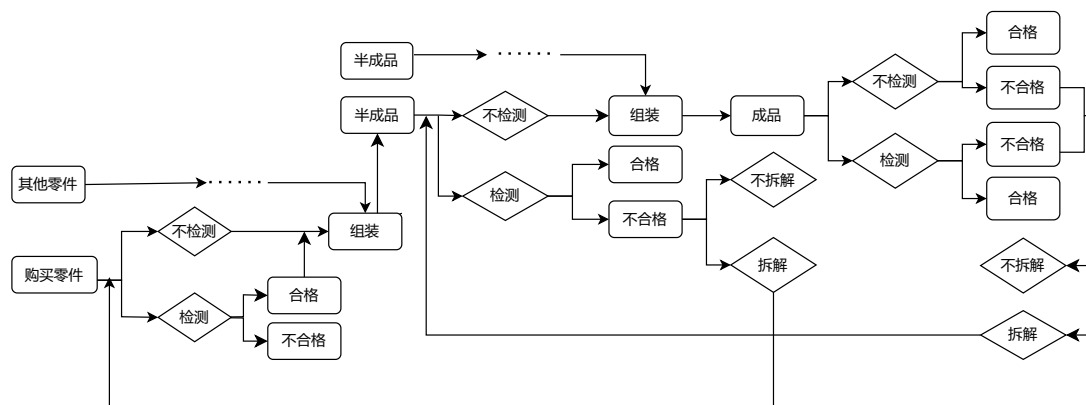 半成品
半成品
不检测
组装
成品
不检测
合格
不合格
检测
不合格
合格
检测
合格
不合格
不拆解
拆解
其他零件
购买零件
不检测
组装
检测
合格
不合格
不拆解
拆解